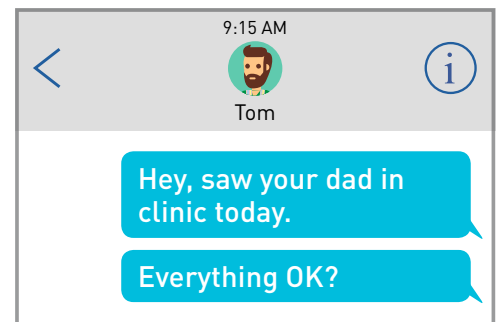 9:15 AM
i
Tom
Hey, saw your dad in
clinic today.
Everything OK?